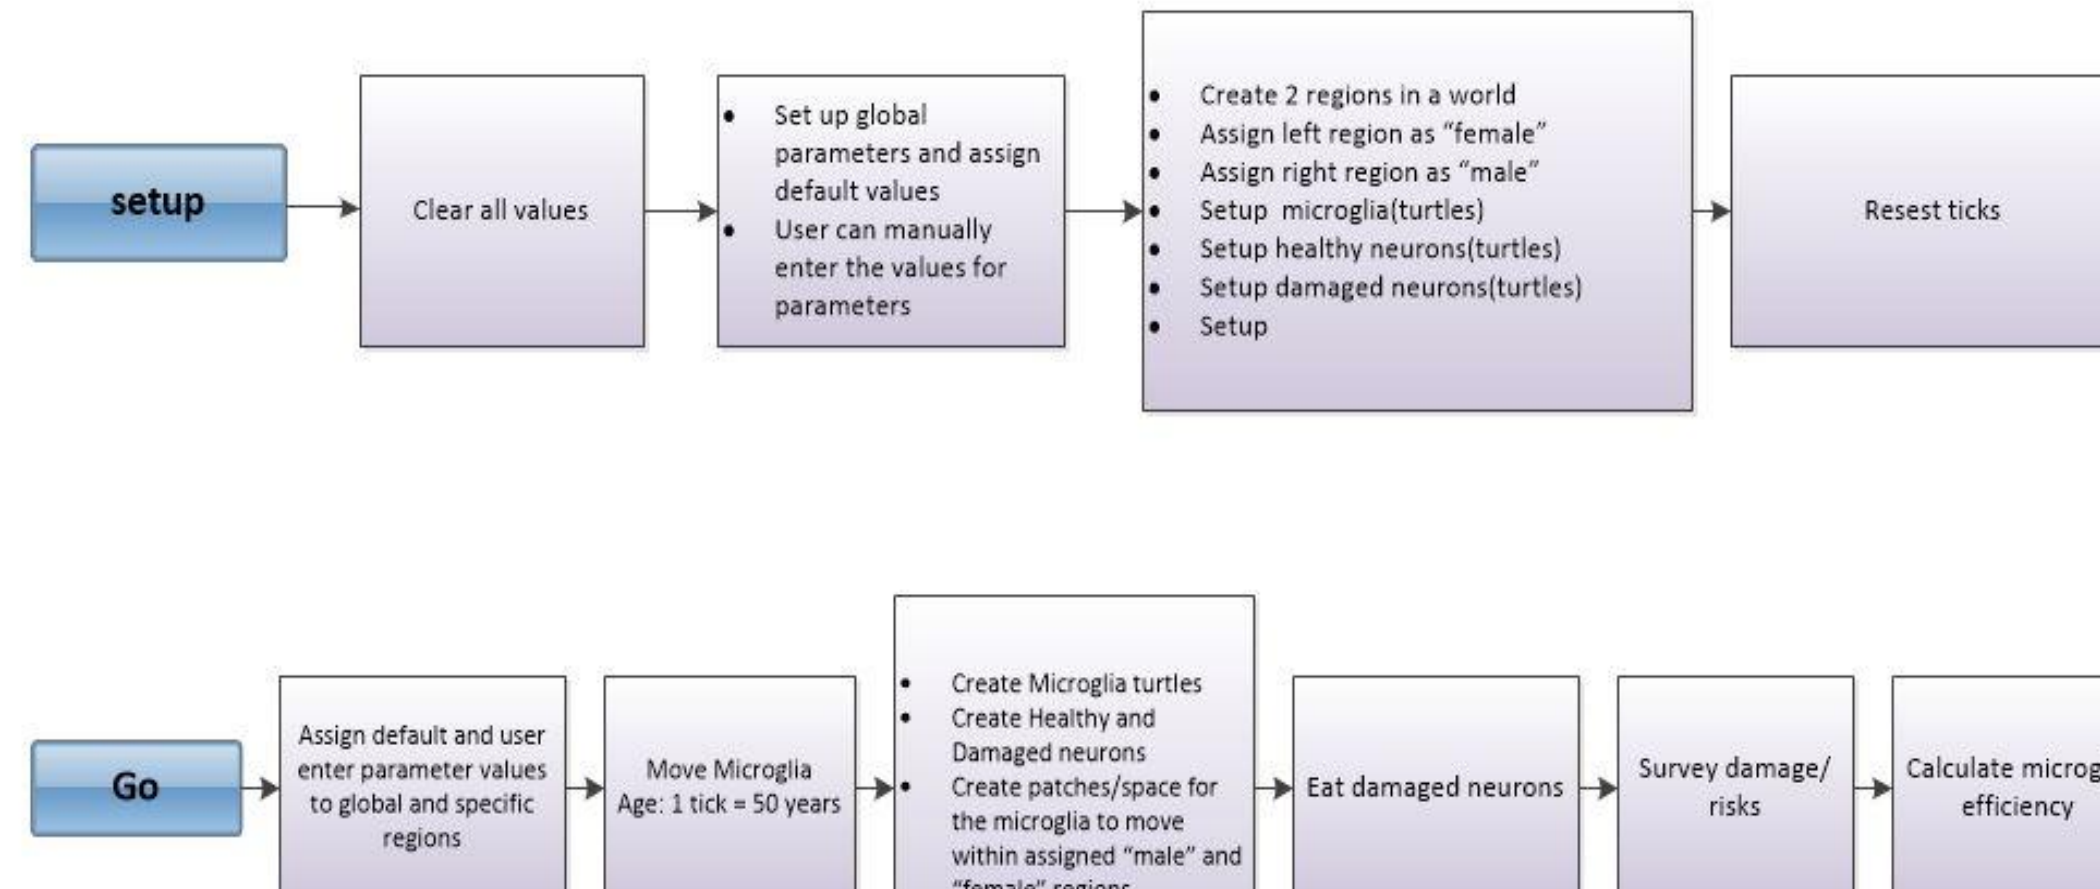 setup
Clear all values
• Set up global
parameters and assign
default values
• User can manually
enter the values for
parameters
• Create 2 regions in a world
• Assign left region as “female”
• Assign right region as “male”
• Setup microglia(turtles)
• Setup healthy neurons(turtles)
• Setup damaged neurons(turtles)
• Setup
Resest ticks
Go
Assign default and user
enter parameter values
to global and specific
regions
Move Microglia
Age: 1 tick = 50 years
• Create Microglia turtles
• Create Healthy and
Damaged neurons
• Create patches/space for
the microglia to move
within assigned “male” and
“female” regions
Eat damaged neurons
Survey damage/
risks
Calculate microg
efficiency